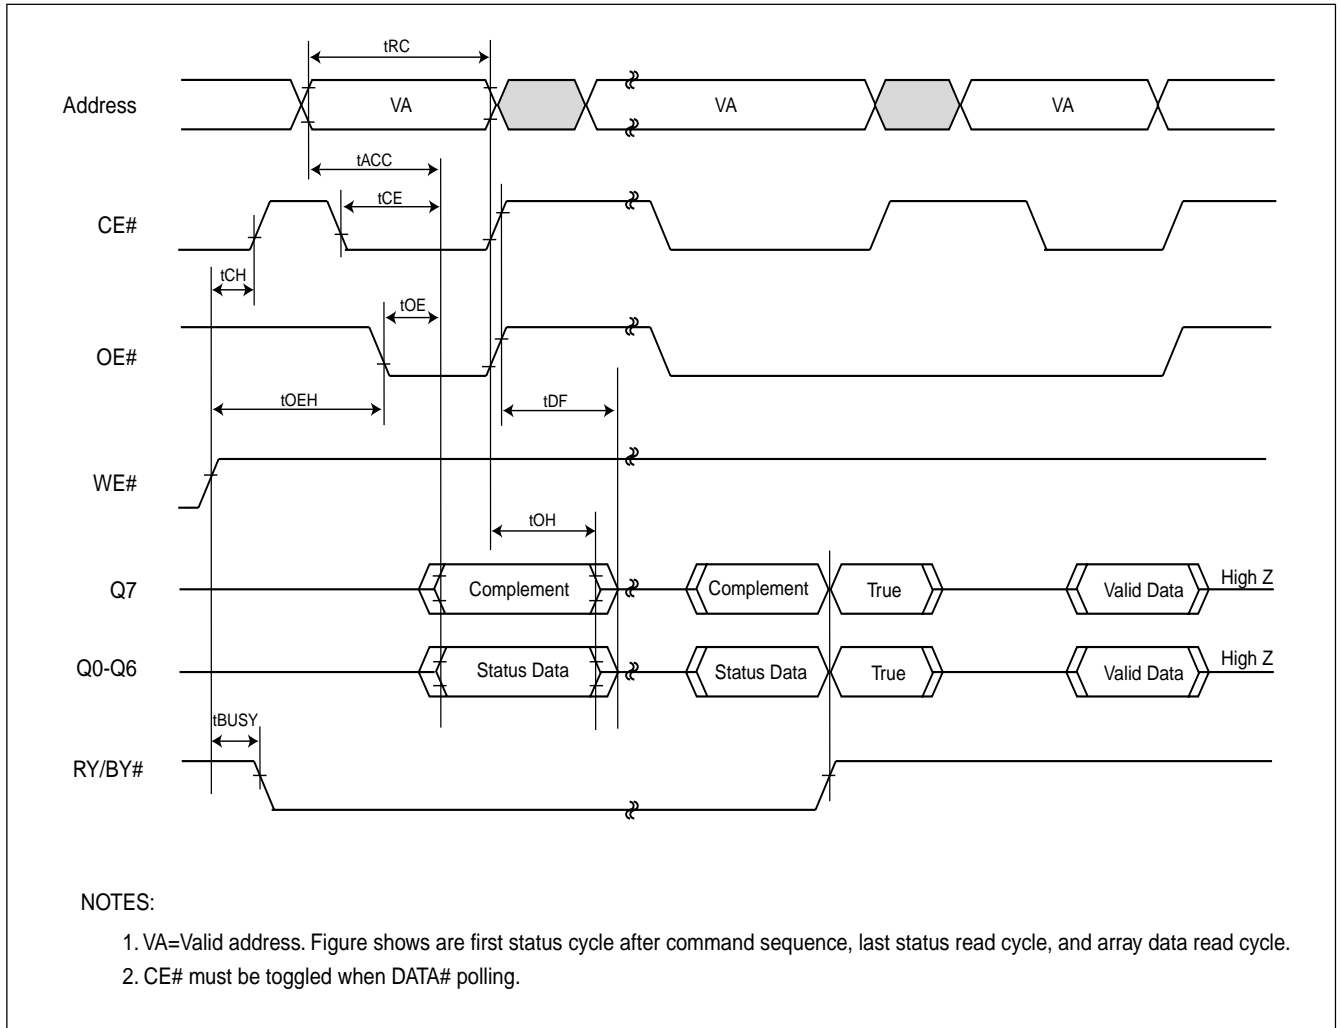 tRC
Address VA VA VA
tACC
tCE
CE#
tCH
tOE
OE#
tOEH
tDF
WE#
tOH
Q7 Complement Complement True Valid Data High Z
Q0-Q6 Status Data Status Data True Valid Data High Z
tBUSY
RY/BY#
NOTES:
1. VA=Valid address. Figure shows are first status cycle after command sequence, last status read cycle, and array data read cycle.
2. CE# must be toggled when DATA# polling.